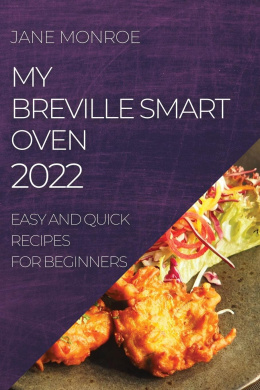 JANE MONROE
MY
BREVILLE SMART
OVEN
2022
EASY AND QUICK
RECIPES
FOR BEGINNERS